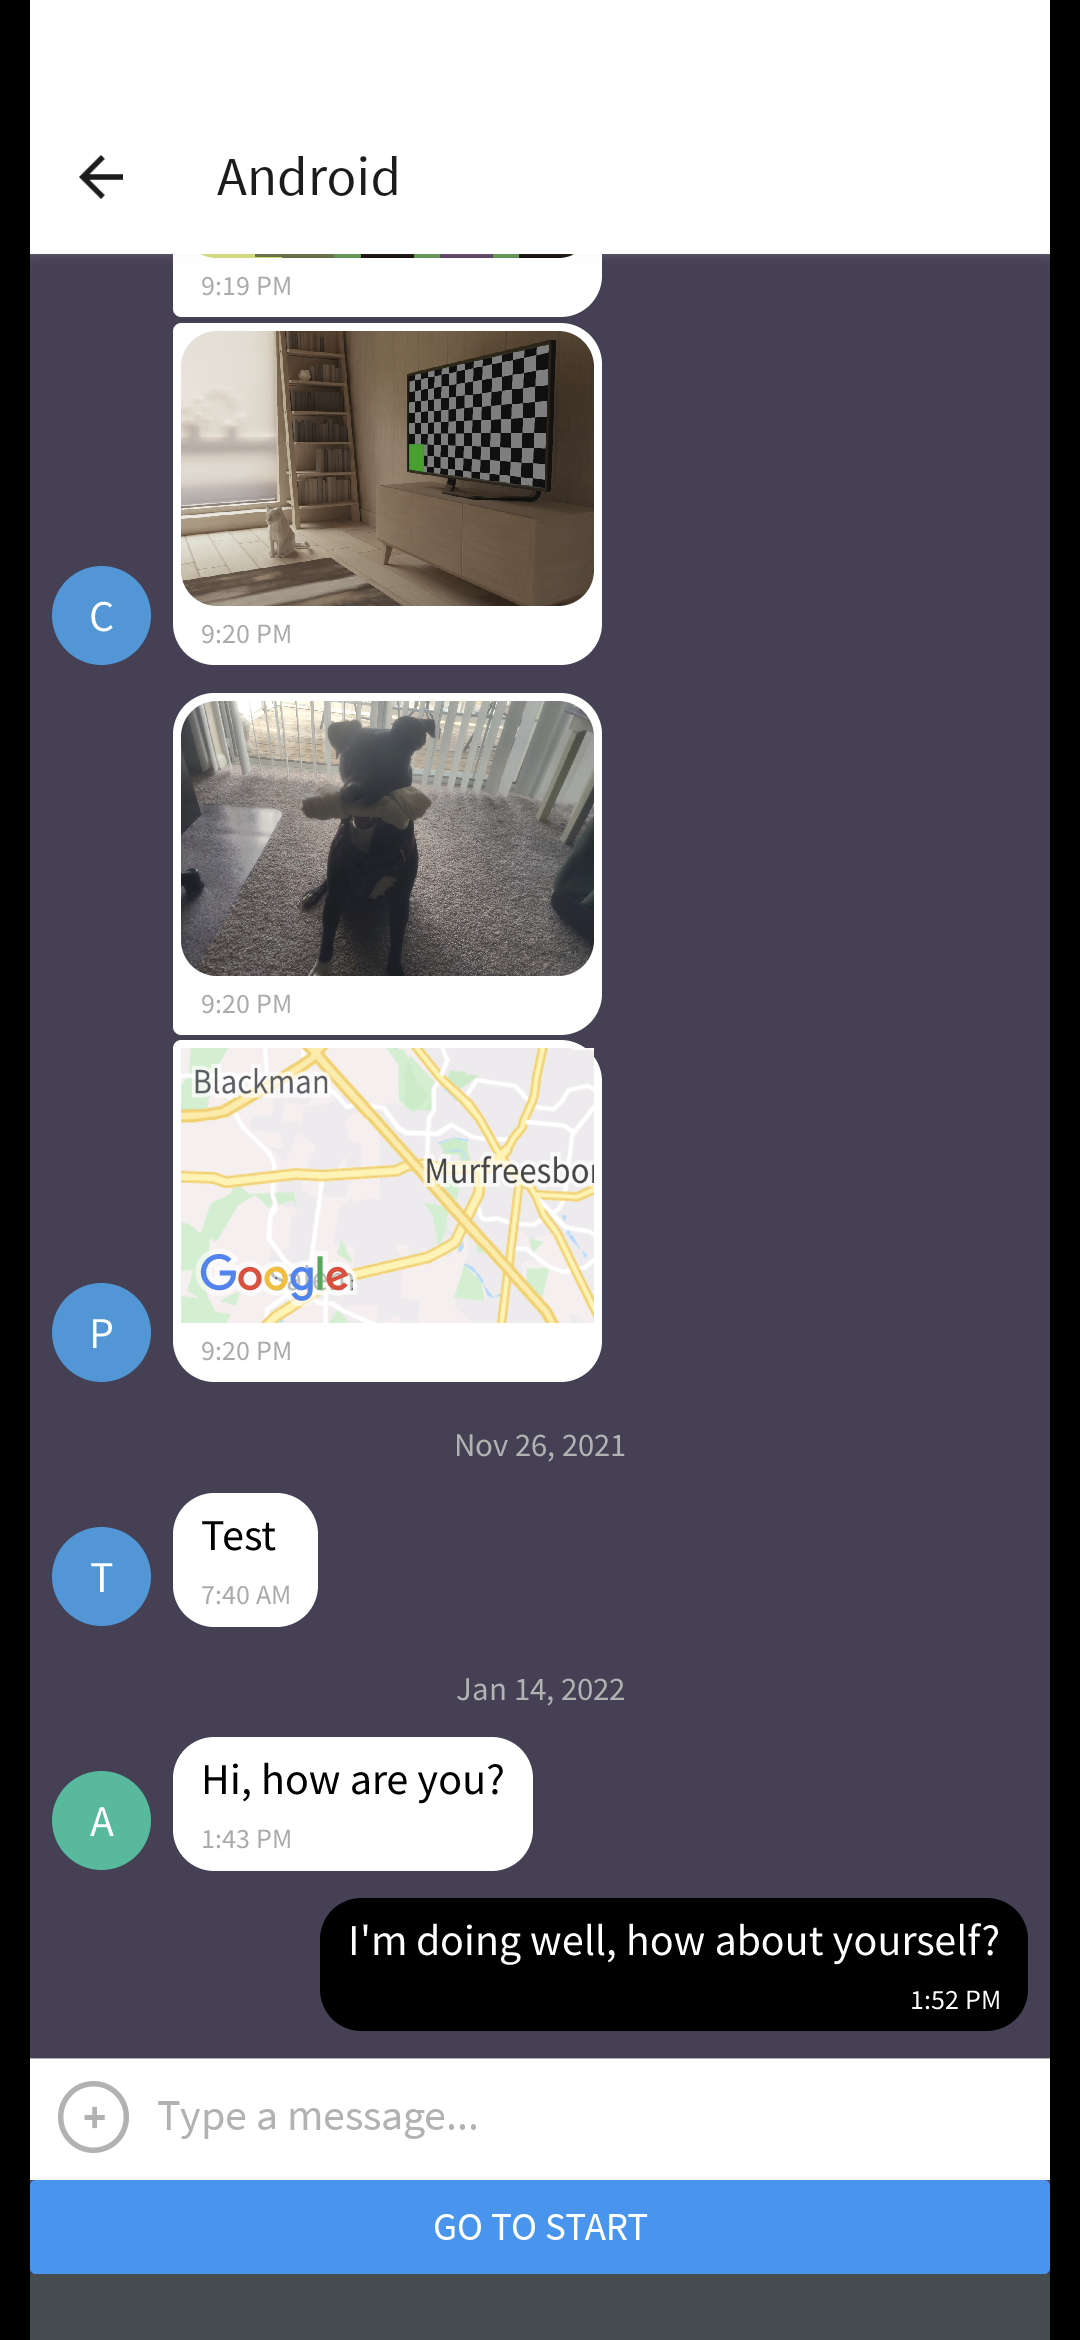 Android
9:19 PM
C
9:20 PM
9:20 PM
Blackman
Murfreesbor
Google
P
9:20 PM
Nov 26, 2021
Test
T
7:40 AM
Jan 14, 2022
Hi, how are you?
A
1:43 PM
I'm doing well, how about yourself?
1:52 PM
Type a message...
GO TO START